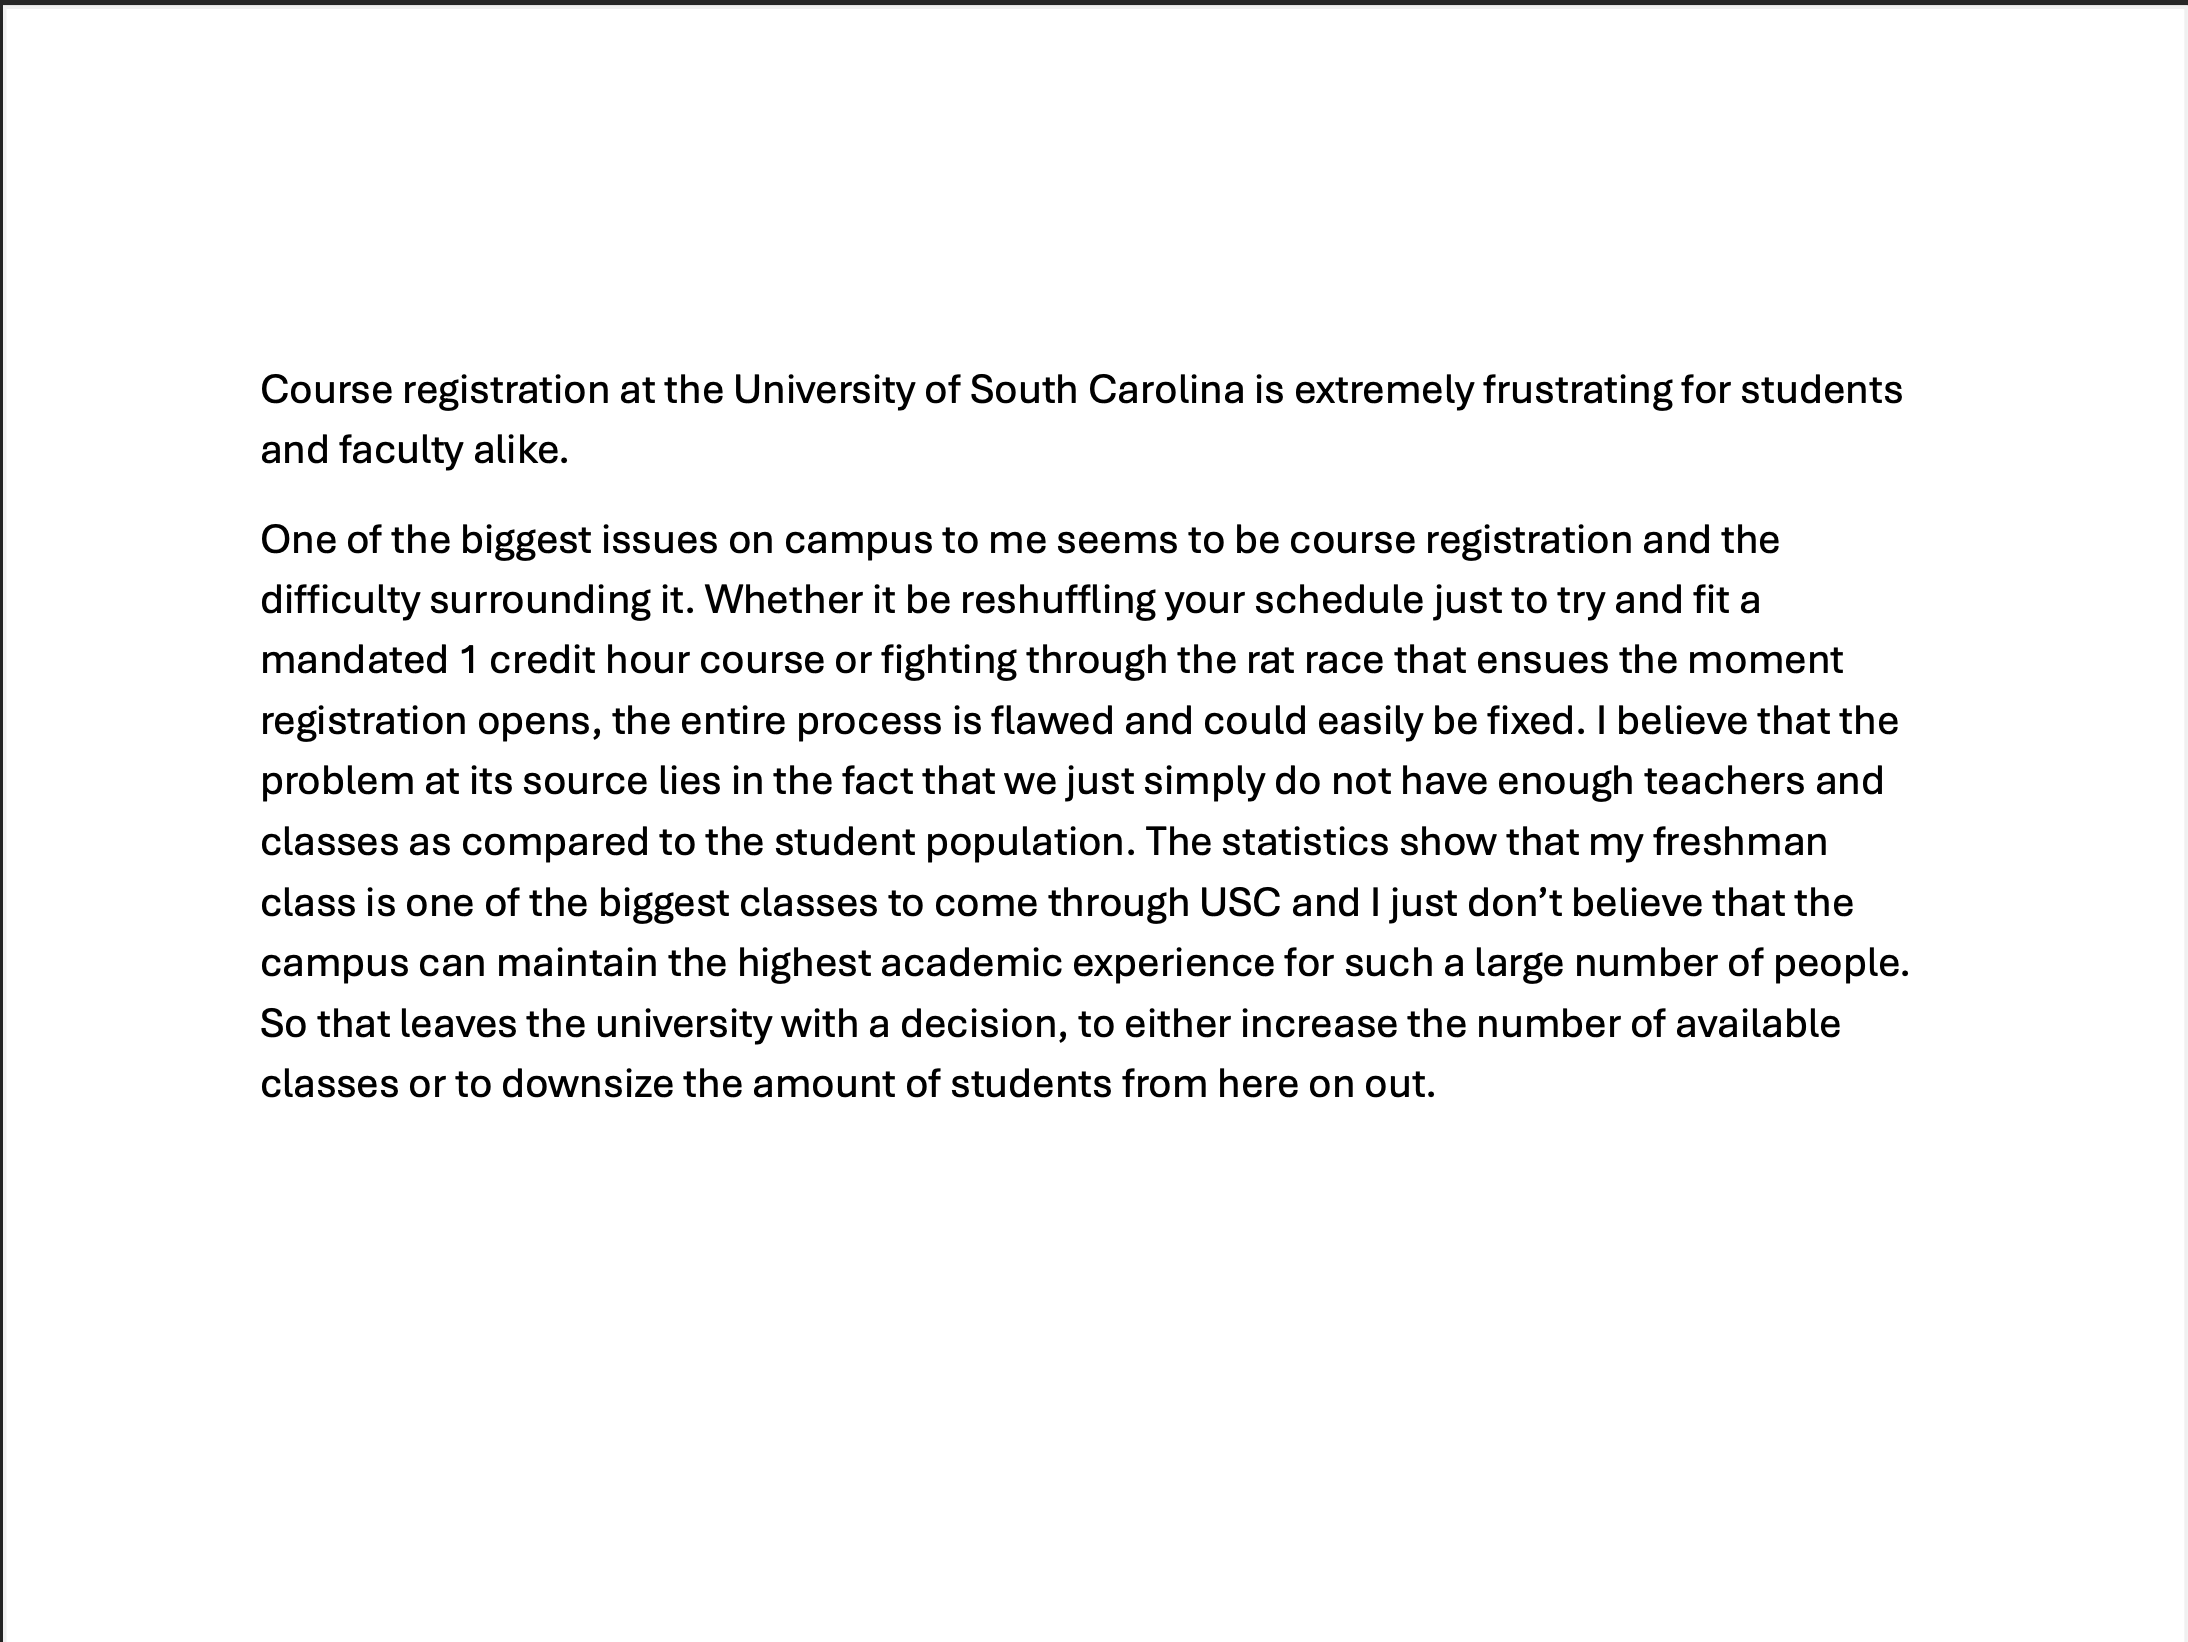 Course registration at the University of South Carolina is extremely frustrating for students
and faculty alike.
One of the biggest issues on campus to me seems to be course registration and the
difficulty surrounding it. Whether it be reshuffling your schedule just to try and fit a
mandated 1 credit hour course or fighting through the rat race that ensues the moment
registration opens, the entire process is flawed and could easily be fixed. I believe that the
problem at its source lies in the fact that we just simply do not have enough teachers and
classes as compared to the student population. The statistics show that my freshman
class is one of the biggest classes to come through USC and I just don’t believe that the
campus can maintain the highest academic experience for such a large number of people.
So that leaves the university with a decision, to either increase the number of available
classes or to downsize the amount of students from here on out.